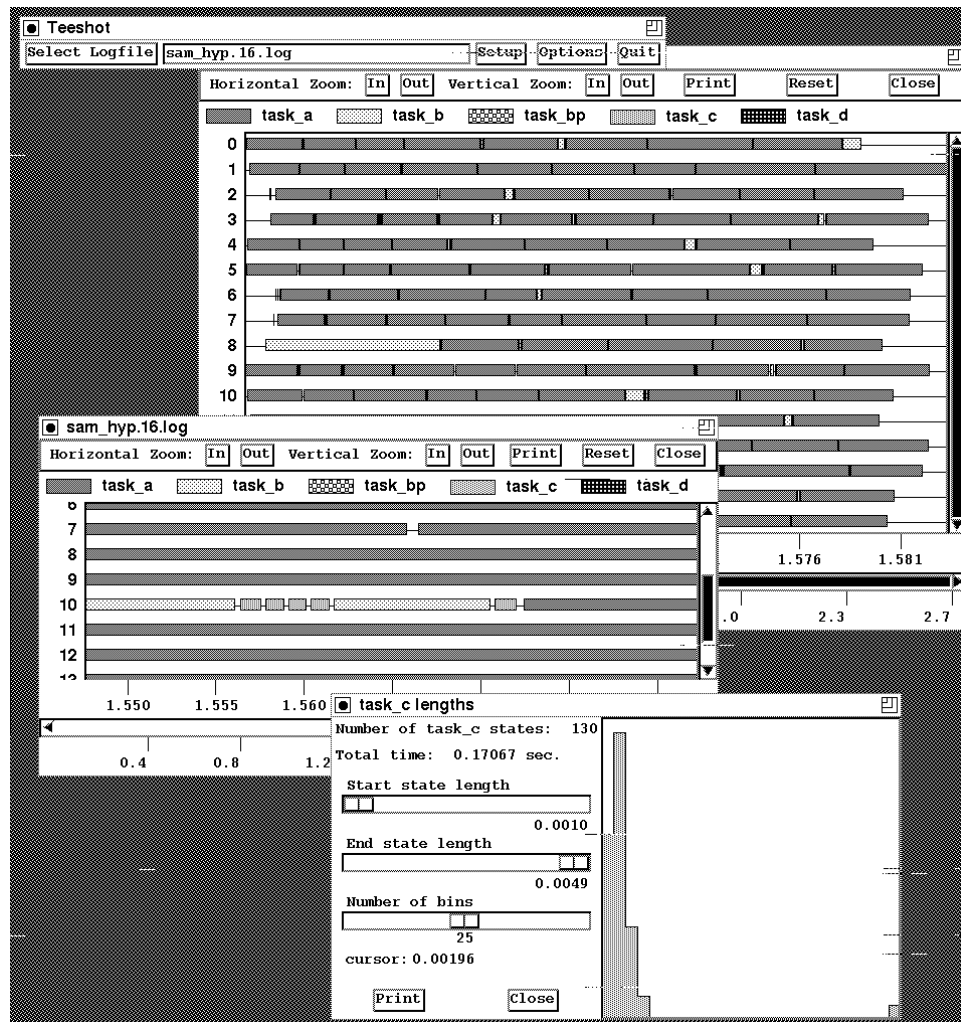 Teeshot
Select Logfile sam_hyp.16.log Setup Options Quit
Horizontal Zoom: In Out Vertical Zoom: In Out Print Reset Close
task_a task_b task_bp task_c task_d
0
1
2
3
4
5
6
7
8
9
10
1.576 1.581
.0 2.3 2.7
sam_hyp.16.log
Horizontal Zoom: In Out Vertical Zoom: In Out Print Reset Close
task_a task_b task_bp task_c task_d
6
7
8
9
10
11
12
13
1.550 1.555 1.560
0.4 0.8 1.2
task_c lengths
Number of task_c states: 130
Total time: 0.17067 sec.
Start state length
0.0010
End state length
0.0049
Number of bins
25
cursor: 0.00196
Print Close